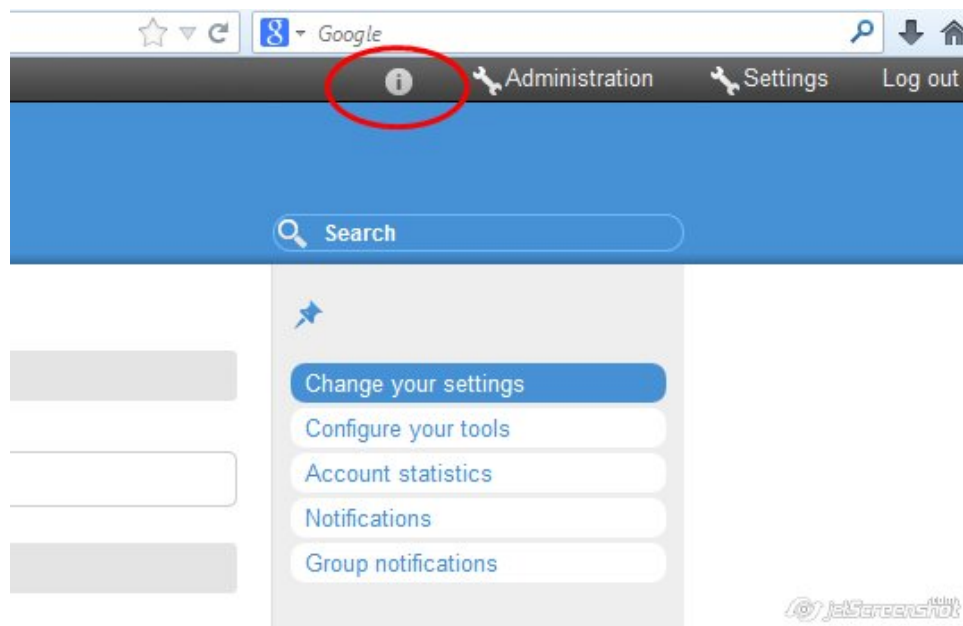 Google
Administration
Settings
Log out
Search
Change your settings
Configure your tools
Account statistics
Notifications
Group notifications
jetScreenshot